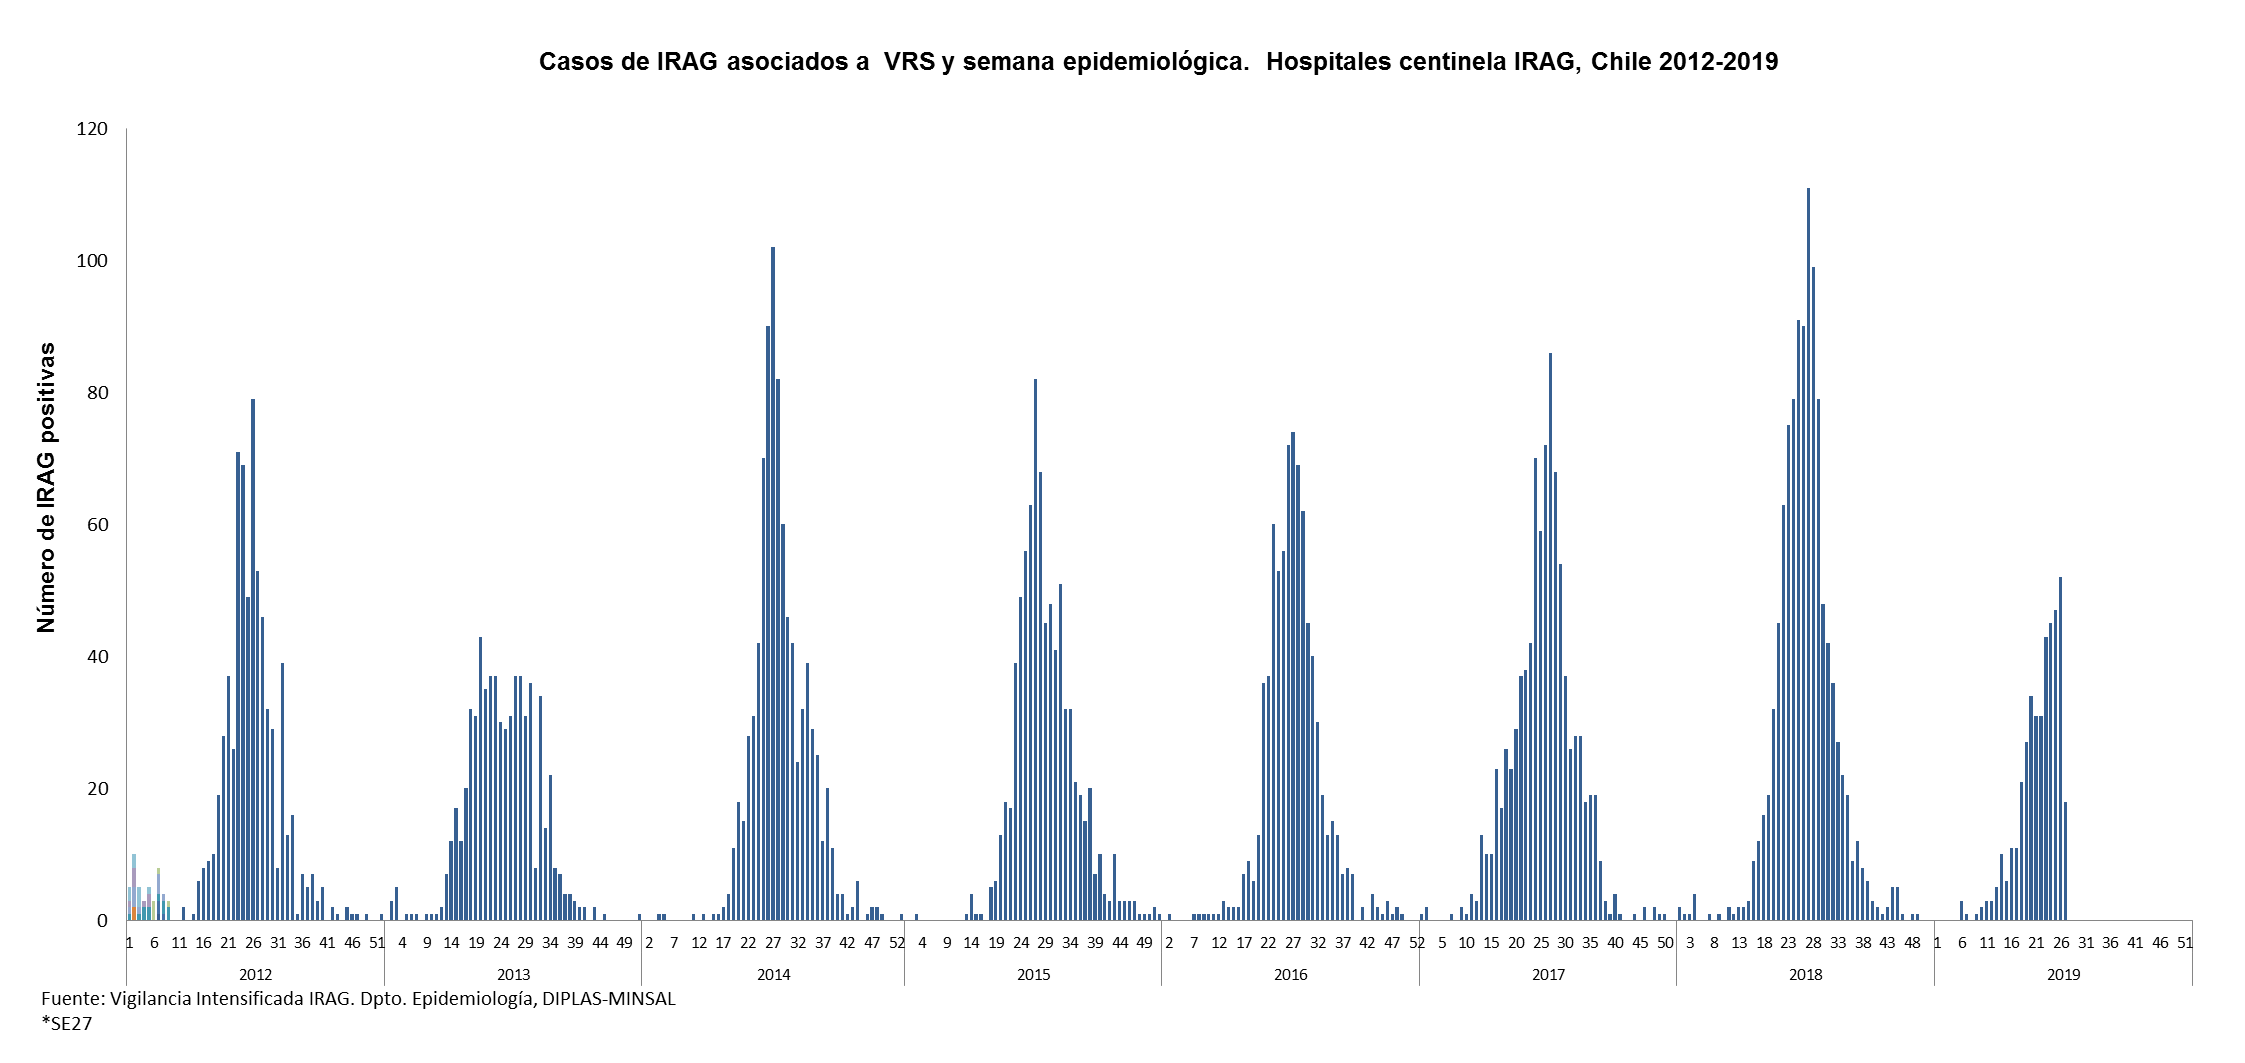 Casos de IRAG asociados a  VRS y semana epidemiológica.  Hospitales centinela IRAG, Chile 2012-2019
120
100
80
60
40
20
0
Número de IRAG positivas
1 6 11 16 21 26 31 36 41 46 51 4 9 14 19 24 29 34 39 44 49 2 7 12 17 22 27 32 37 42 47 52 4 9 14 19 24 29 34 39 44 49 2 7 12 17 22 27 32 37 42 47 52 5 10 15 20 25 30 35 40 45 50 3 8 13 18 23 28 33 38 43 48 1 6 11 16 21 26 31 36 41 46 51
2012 2013 2014 2015 2016 2017 2018 2019
Fuente: Vigilancia Intensificada IRAG. Dpto. Epidemiología, DIPLAS-MINSAL
*SE27